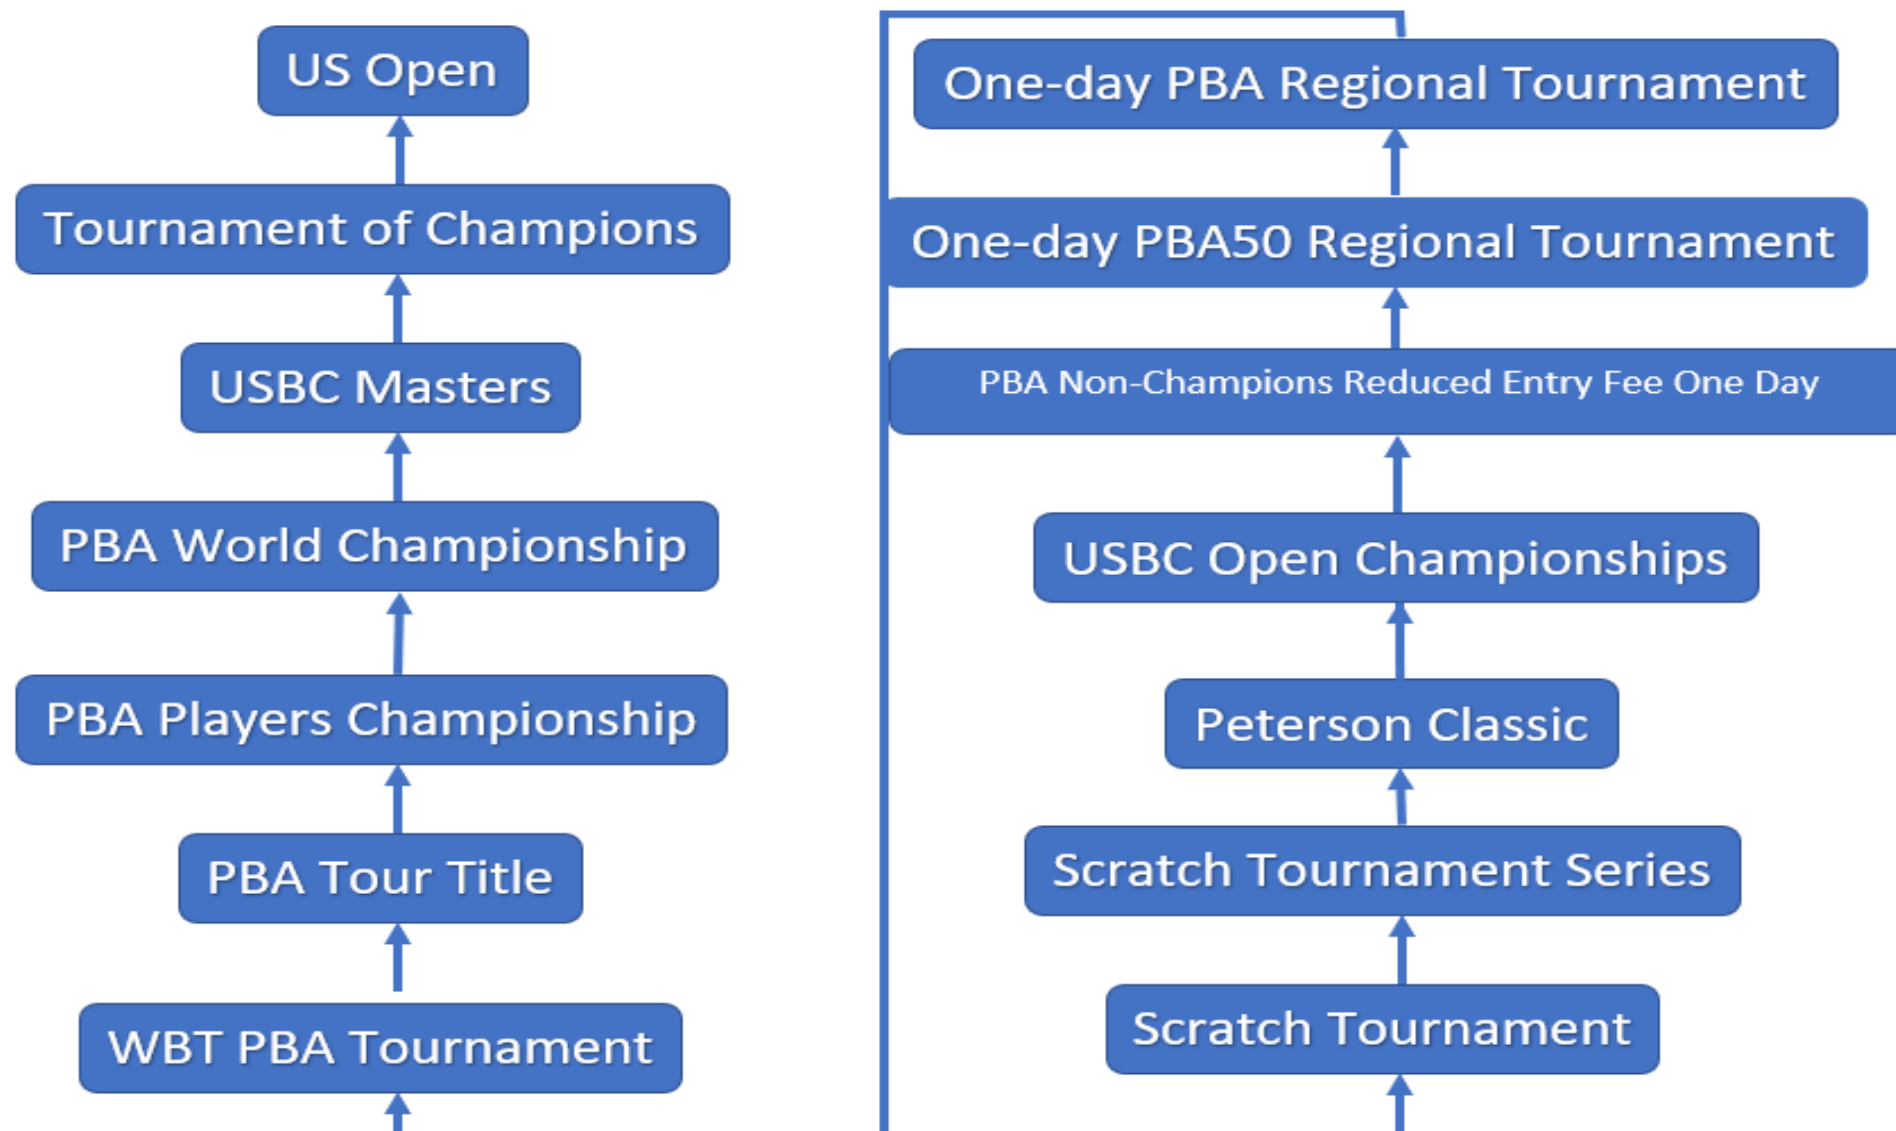 US Open
Tournament of Champions
USBC Masters
PBA World Championship
PBA Players Championship
PBA Tour Title
WBT PBA Tournament
One-day PBA Regional Tournament
One-day PBA50 Regional Tournament
PBA Non-Champions Reduced Entry Fee One Day
USBC Open Championships
Peterson Classic
Scratch Tournament Series
Scratch Tournament